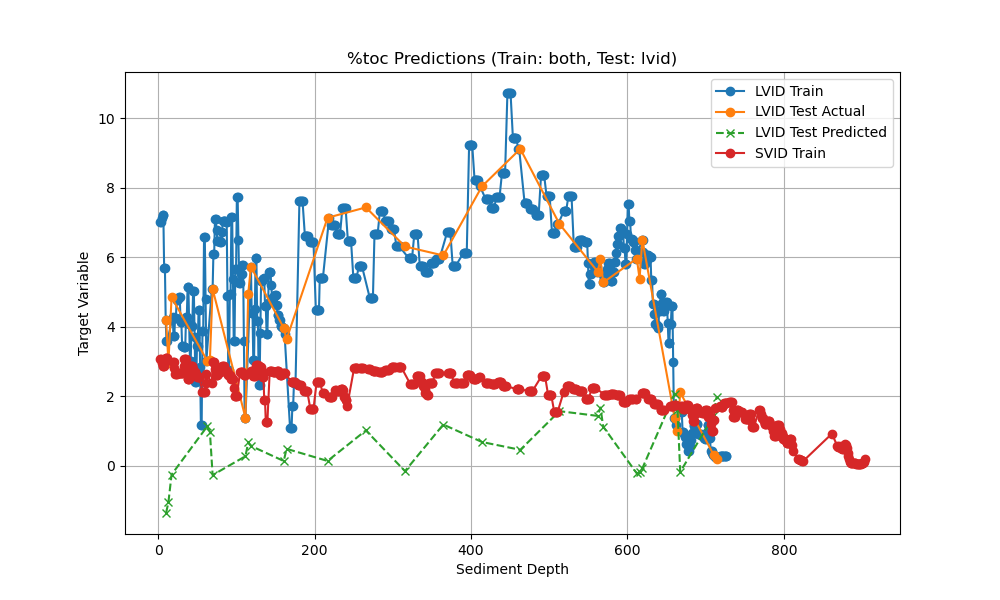 %toc Predictions (Train: both, Test: lvid)
LVID Train
LVID Test Actual
LVID Test Predicted
SVID Train
Target Variable
10
8
6
4
2
0
0 200 400 600 800
Sediment Depth